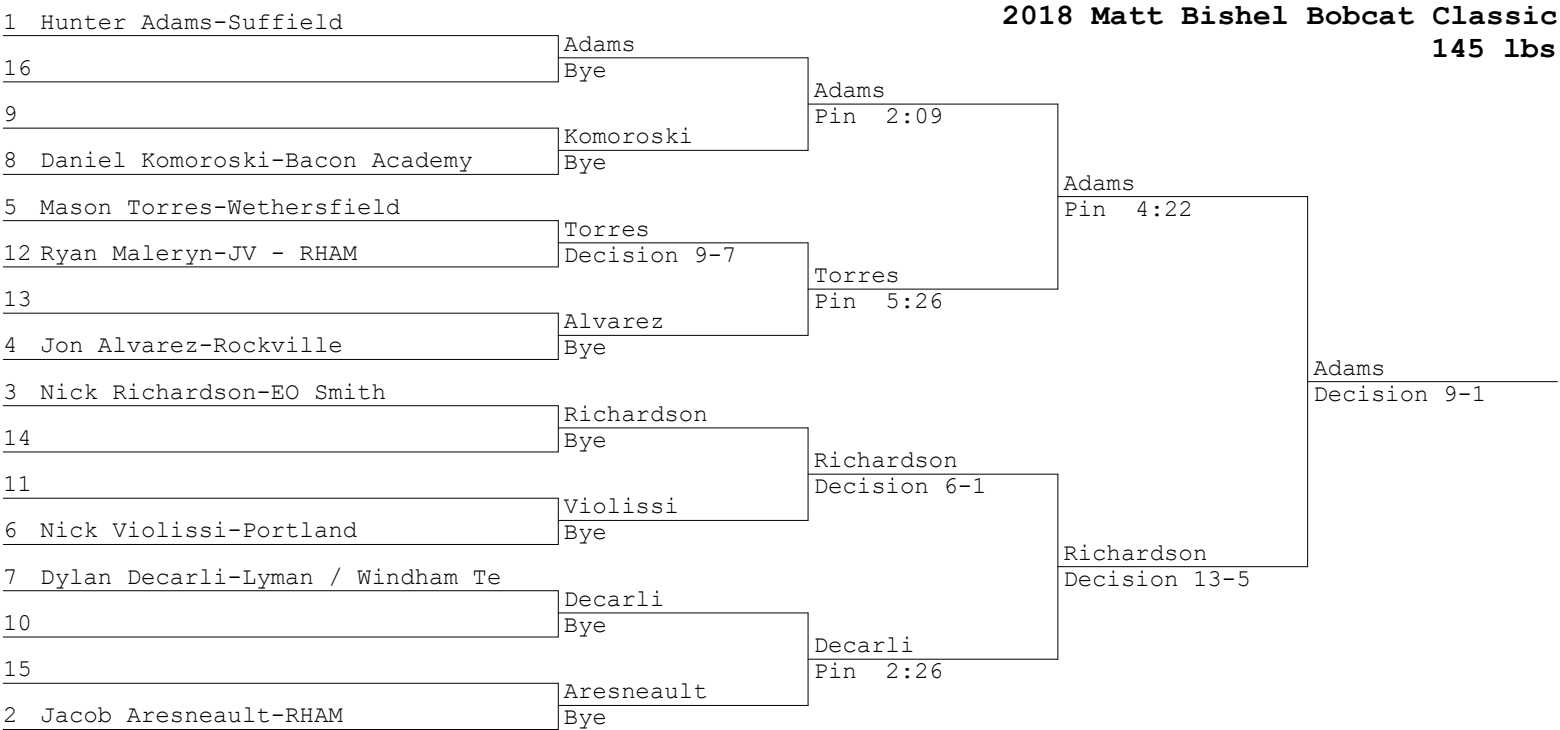 2018 Matt Bishel Bobcat Classic
145 lbs
1 Hunter Adams-Suffield
16
9
8 Daniel Komoroski-Bacon Academy
5 Mason Torres-Wethersfield
12 Ryan Maleryn-JV - RHAM
13
4 Jon Alvarez-Rockville
3 Nick Richardson-EO Smith
14
11
6 Nick Violissi-Portland
7 Dylan Decarli-Lyman / Windham Te
10
15
2 Jacob Aresneault-RHAM
Adams
Bye
Komoroski
Bye
Torres
Decision 9-7
Alvarez
Bye
Richardson
Bye
Violissi
Bye
Decarli
Bye
Aresneault
Bye
Adams
Pin 2:09
Torres
Pin 5:26
Richardson
Decision 6-1
Decarli
Pin 2:26
Adams
Pin 4:22
Richardson
Decision 13-5
Adams
Decision 9-1